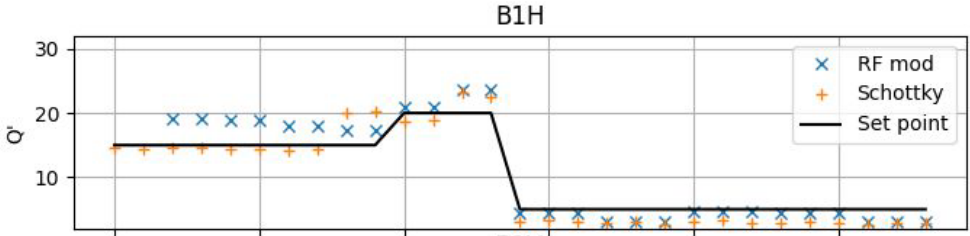 B1H
30
20
10
Q'
RF mod
Schottky
Set point